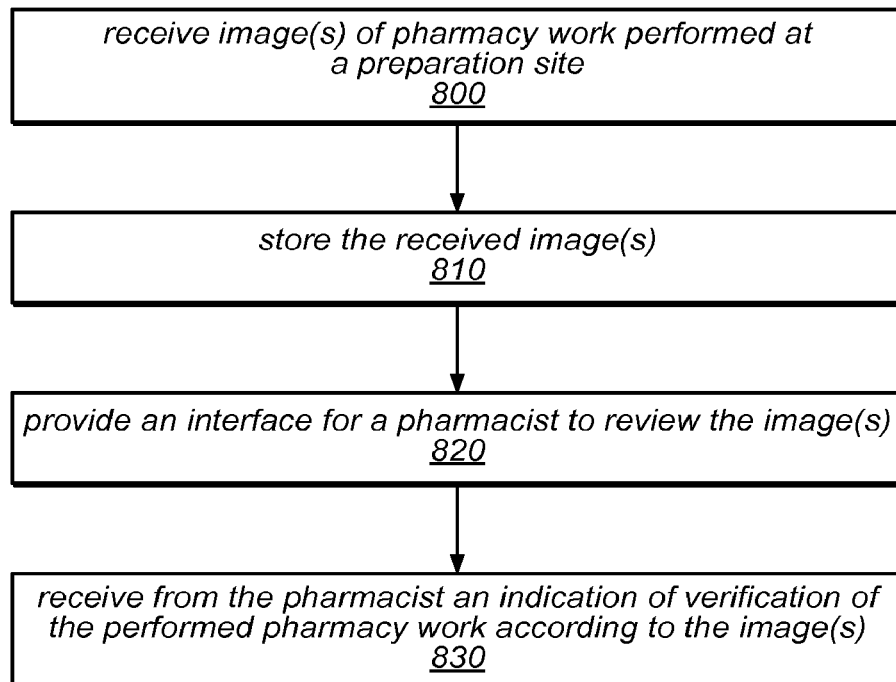 receive image(s) of pharmacy work performed at
a preparation site
800
store the received image(s)
810
provide an interface for a pharmacist to review the image(s)
820
receive from the pharmacist an indication of verification of
the performed pharmacy work according to the image(s)
830